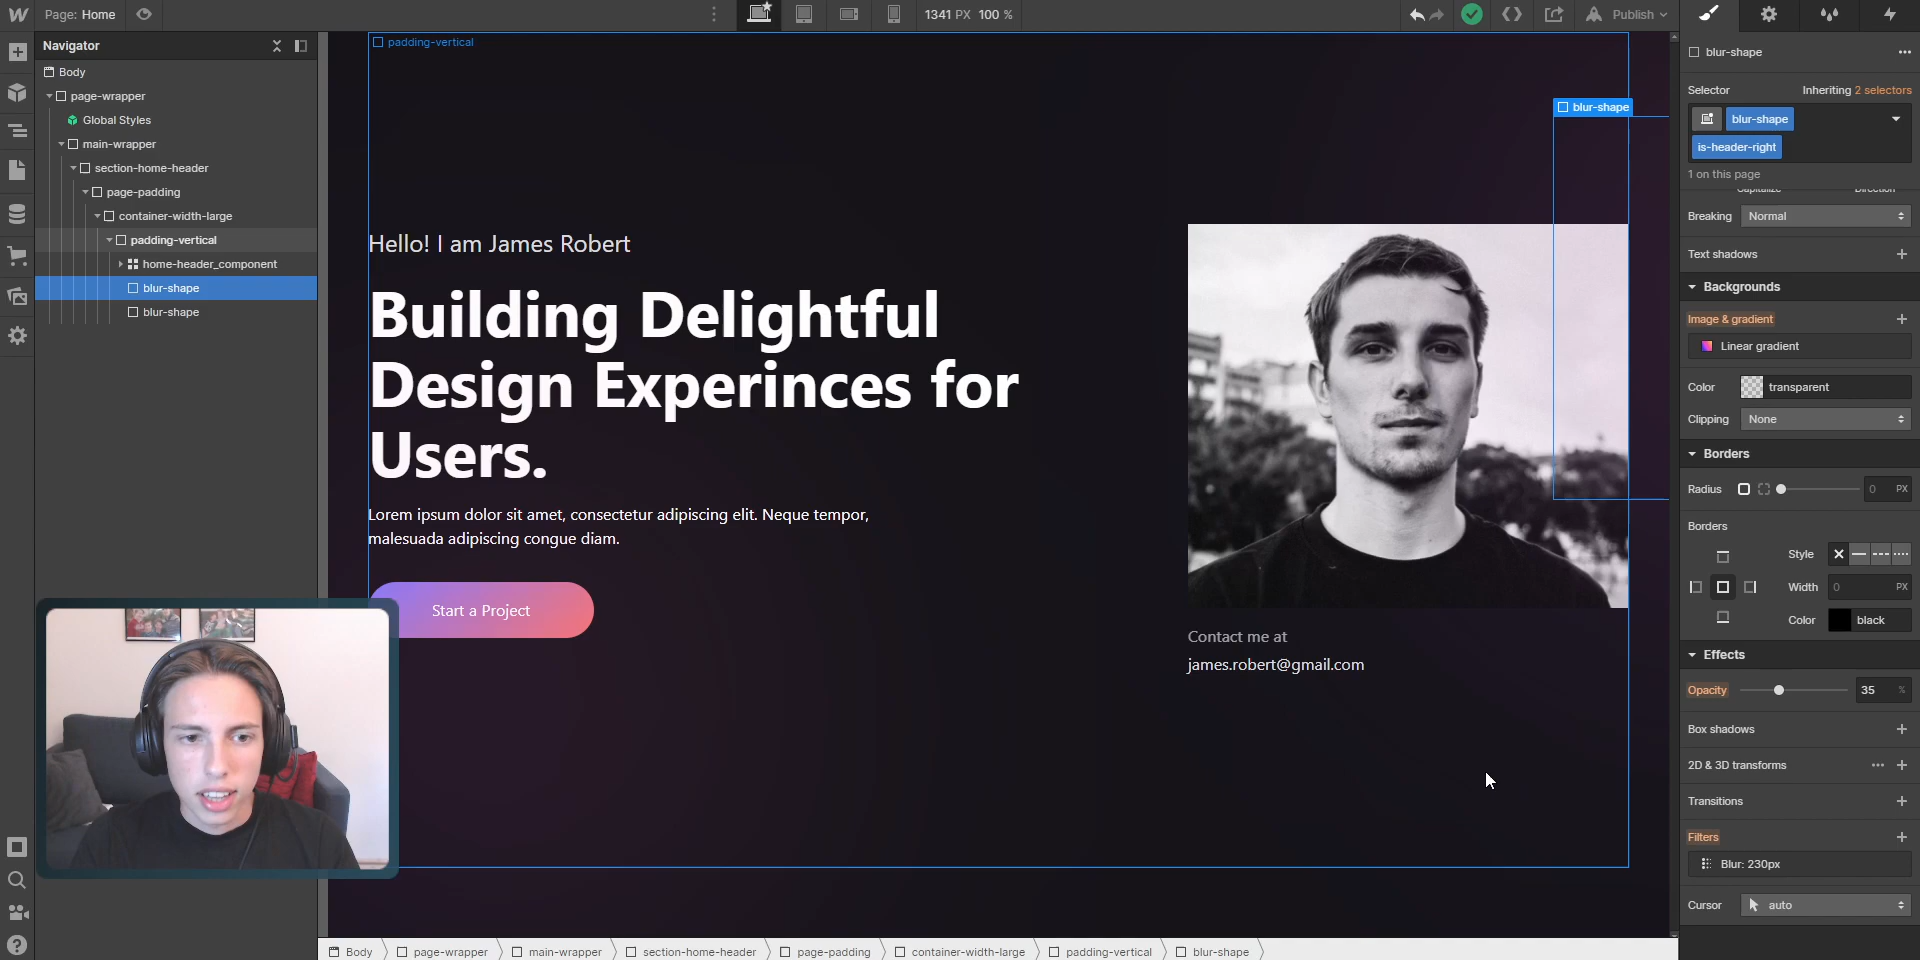 Page: Home
1341 PX 100 %
Publish
Navigator
Body
page-wrapper
Global Styles
main-wrapper
section-home-header
page-padding
container-width-large
padding-vertical
home-header_component
blur-shape
blur-shape
padding-vertical
blur-shape
Hello! I am James Robert
Building Delightful
Design Experinces for
Users.
Lorem ipsum dolor sit amet, consectetur adipiscing elit. Neque tempor,
malesuada adipiscing congue diam.
Start a Project
Contact me at
james.robert@gmail.com
Body
page-wrapper
main-wrapper
section-home-header
page-padding
container-width-large
padding-vertical
blur-shape
blur-shape
Selector Inheriting 2 selectors
blur-shape
is-header-right
1 on this page
Capitalize Direction
Breaking Normal
Text shadows
Backgrounds
Image & gradient
Linear gradient
Color transparent
Clipping None
Borders
Radius 0 PX
Borders
Style
Width 0 PX
Color black
Effects
Opacity 35 %
Box shadows
2D & 3D transforms
Transitions
Filters
Blur: 230px
Cursor auto